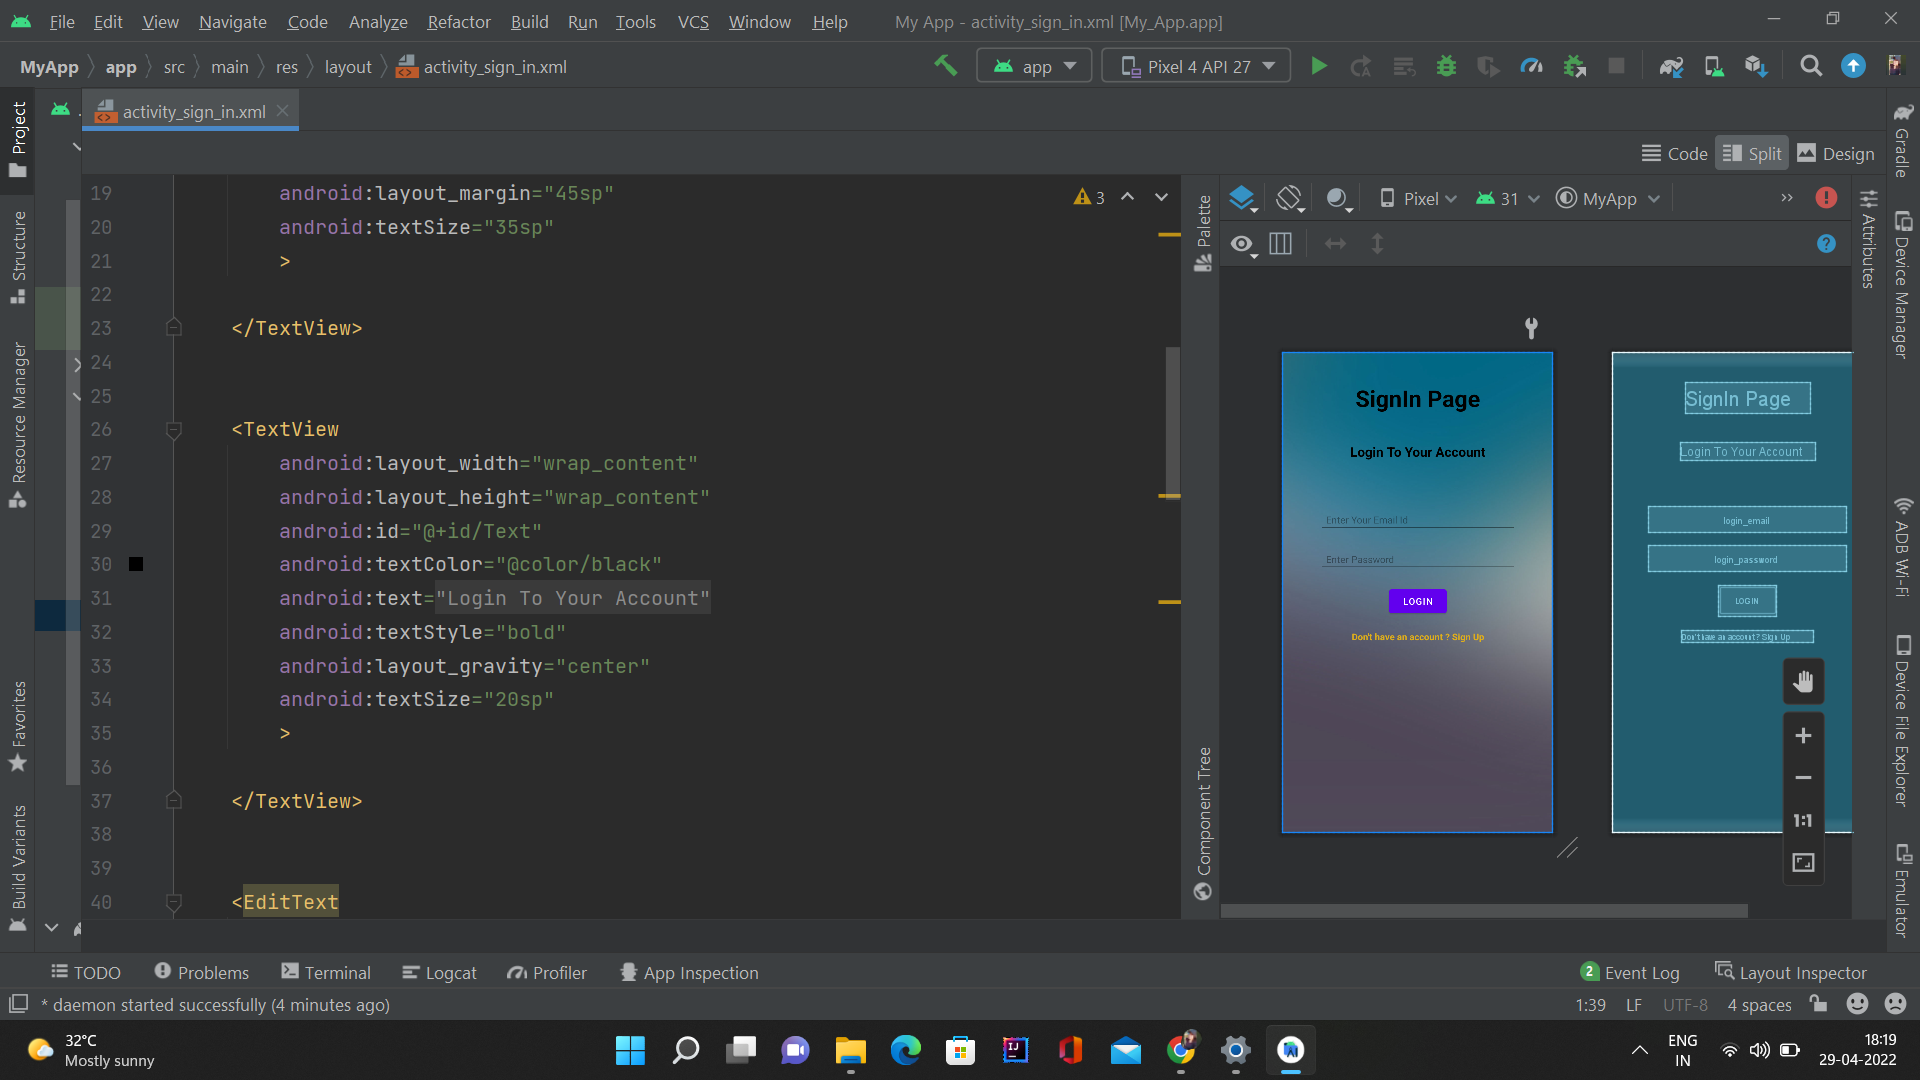 File Edit View Navigate Code Analyze Refactor Build Run Tools VCS Window Help My App - activity_sign_in.xml [My_App.app]
MyApp app src main res layout activity_sign_in.xml app Pixel 4 API 27
activity_sign_in.xml
Code Split Design
Project
Structure
Resource Manager
Favorites
Build Variants
19 android:layout_margin="45sp"
20 android:textSize="35sp"
21 >
22
23 </TextView>
24
25
26 <TextView
27 android:layout_width="wrap_content"
28 android:layout_height="wrap_content"
29 android:id="@+id/Text"
30 android:textColor="@color/black"
31 android:text="Login To Your Account"
32 android:textStyle="bold"
33 android:layout_gravity="center"
34 android:textSize="20sp"
35 >
36
37 </TextView>
38
39
40 <EditText
3
Palette
Component Tree
Pixel 31 MyApp
SignIn Page
Login To Your Account
Enter Your Email Id
Enter Password
LOGIN
Don't have an account ? Sign Up
SignIn Page
Login To Your Account
login_email
login_password
LOGIN
Don't have an account? Sign Up
1:1
Attributes
Gradle
Device Manager
ADB Wi-Fi
Device File Explorer
Emulator
TODO Problems Terminal Logcat Profiler App Inspection 2 Event Log Layout Inspector
* daemon started successfully (4 minutes ago) 1:39 LF UTF-8 4 spaces
32°C
Mostly sunny
ENG
IN
18:19
29-04-2022